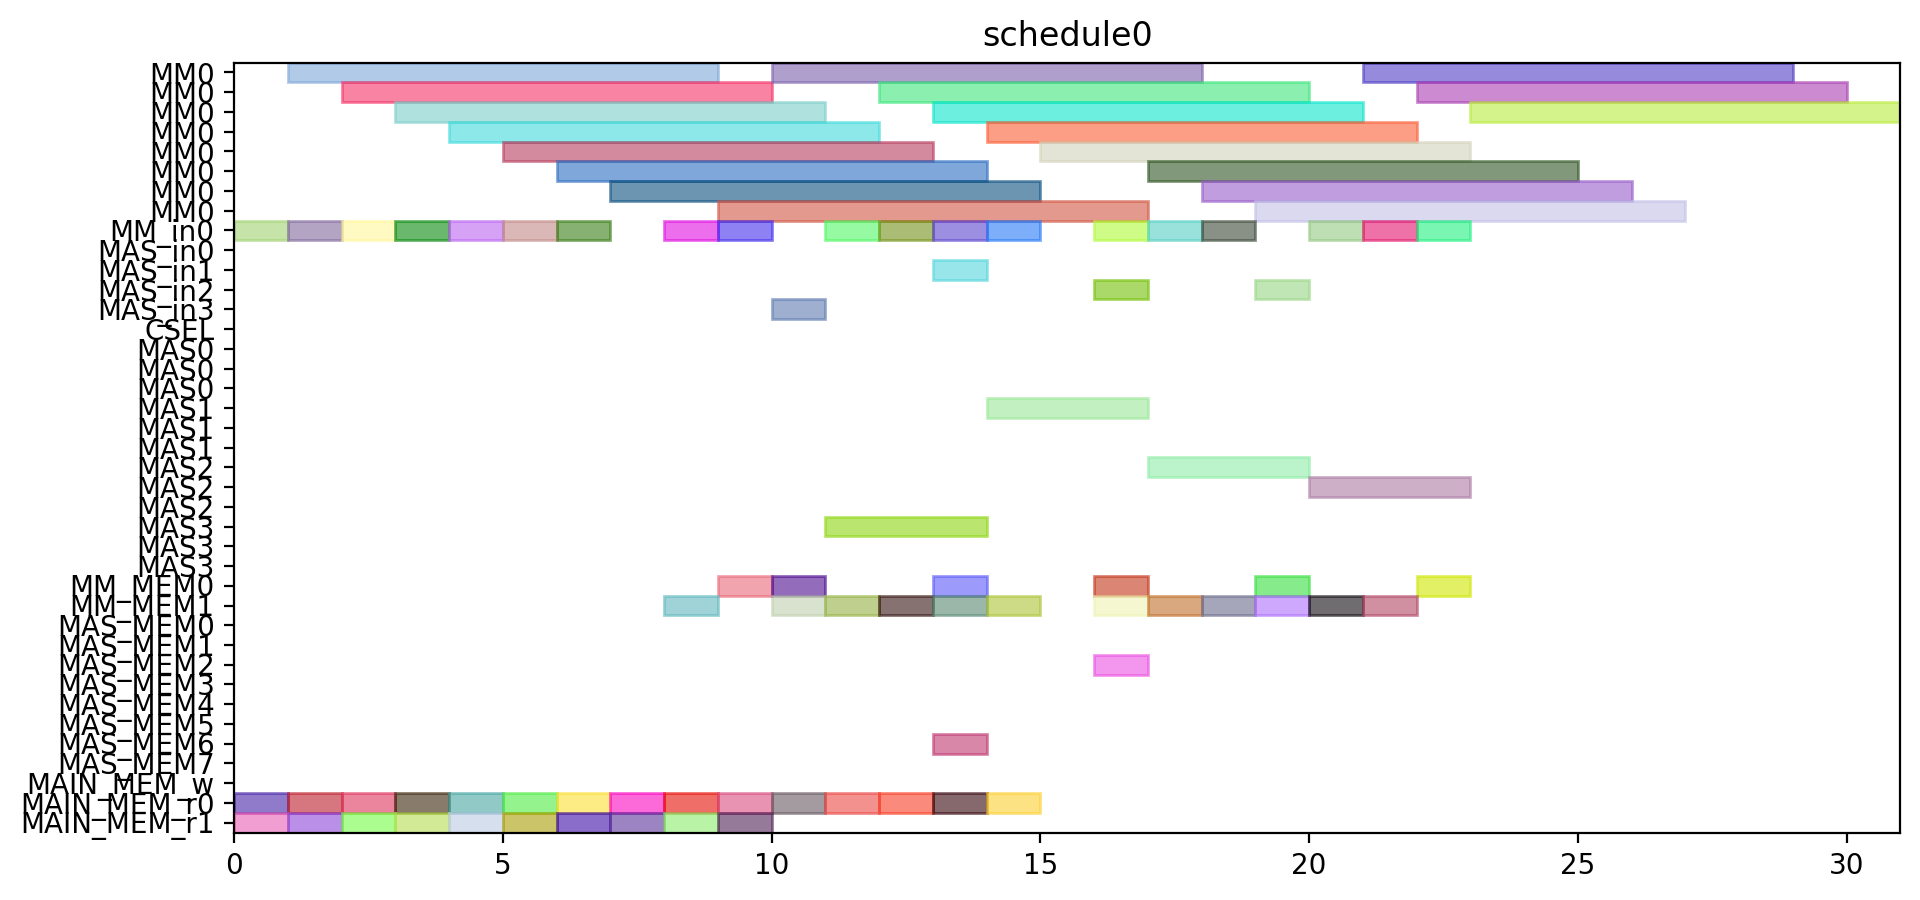 schedule0
MM0
MM0
MM0
MM0
MM0
MM0
MM0
MM0
MM_in0
MAS_in0
MAS_in1
MAS_in2
MAS_in3
CSEL
MAS0
MAS0
MAS0
MAS1
MAS1
MAS1
MAS2
MAS2
MAS2
MAS3
MAS3
MAS3
MM_MEM0
MM_MEM1
MAS_MEM0
MAS_MEM1
MAS_MEM2
MAS_MEM3
MAS_MEM4
MAS_MEM5
MAS_MEM6
MAS_MEM7
MAIN_MEM_w
MAIN_MEM_r0
MAIN_MEM_r1
0 5 10 15 20 25 30